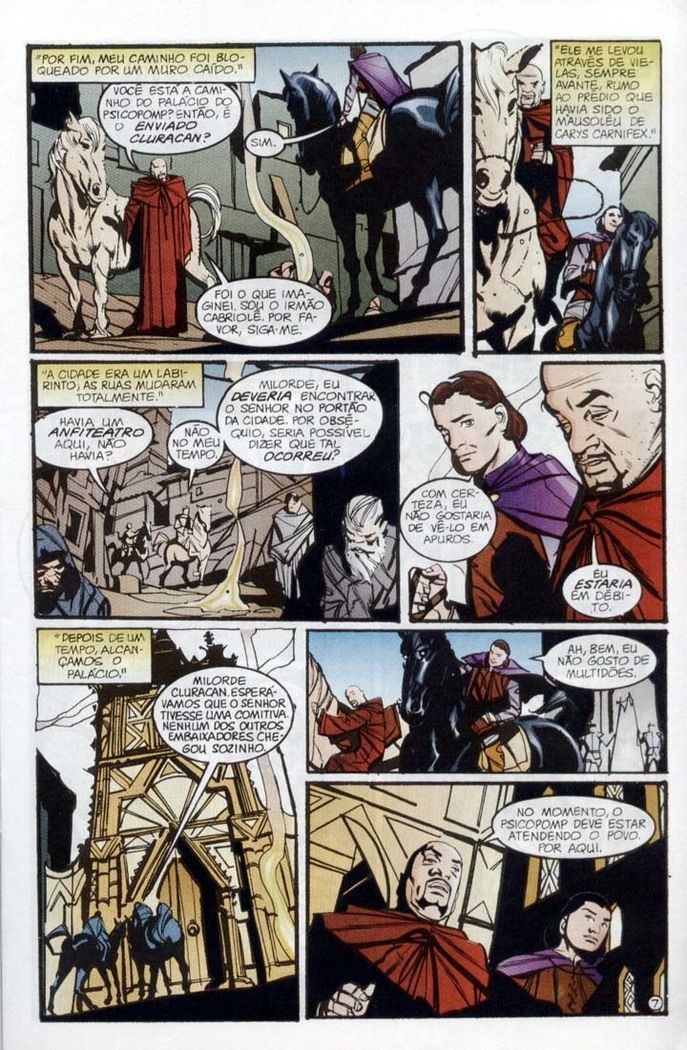 "POR FIM, MEU CAMINHO FOI BLO-
QUEADO POR UM MURO CAÍDO."
VOCÊ ESTÁ A CAMI-
NHO DO PALÁCIO DO
PSICOPOMP? ENTÃO, É
O ENVIADO
CLURACAN?
SIM.
FOI O QUE IMA-
GINEI. SOU O IRMÃO
CABRIOLÉ. POR FA-
VOR, SIGA-ME.
"ELE ME LEVOU
ATRAVÉS DE VIE-
LAS, SEMPRE
AVANTE, RUMO
AO PRÉDIO QUE
HAVIA SIDO O
MAUSOLÉU DE
CARYS CARNIFEX."
"A CIDADE ERA UM LABI-
RINTO; AS RUAS MUDARAM
TOTALMENTE."
HAVIA UM
ANFITEATRO
AQUI, NÃO
HAVIA?
NÃO
NO MEU
TEMPO.
MILORDE, EU
DEVERIA ENCONTRAR
O SENHOR NO PORTÃO
DA CIDADE. POR OBSÉ-
QUIO, SERIA POSSÍVEL
DIZER QUE TAL
OCORREU?
COM CER-
TEZA, EU
NÃO GOSTARIA
DE VÊ-LO EM
APUROS.
EU
ESTARIA
EM DÉBI-
TO.
"DEPOIS DE UM
TEMPO, ALCAN-
ÇAMOS O
PALÁCIO."
MILORDE
CLURACAN. ESPERÁ-
VAMOS QUE O SENHOR
TIVESSE UMA COMITIVA.
NENHUM DOS OUTROS
EMBAIXADORES CHE-
GOU SOZINHO.
AH, BEM, EU
NÃO GOSTO DE
MULTIDÕES.
NO MOMENTO, O
PSICOPOMP DEVE ESTAR
ATENDENDO O POVO.
POR AQUI.
7